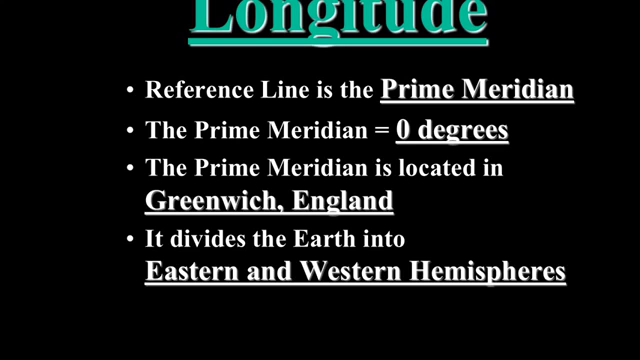 Longitude
• Reference Line is the Prime Meridian
• The Prime Meridian = 0 degrees
• The Prime Meridian is located in
Greenwich, England
• It divides the Earth into
Eastern and Western Hemispheres